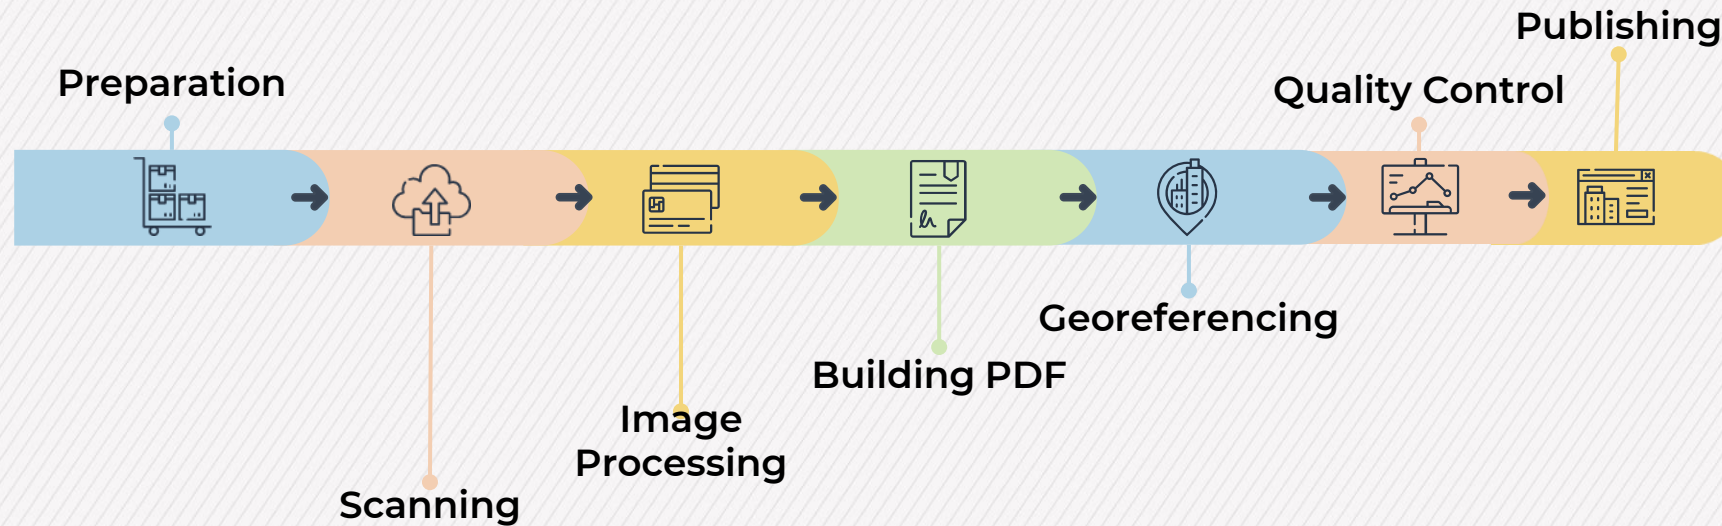 Preparation
Scanning
Image
Processing
Building PDF
Georeferencing
Quality Control
Publishing